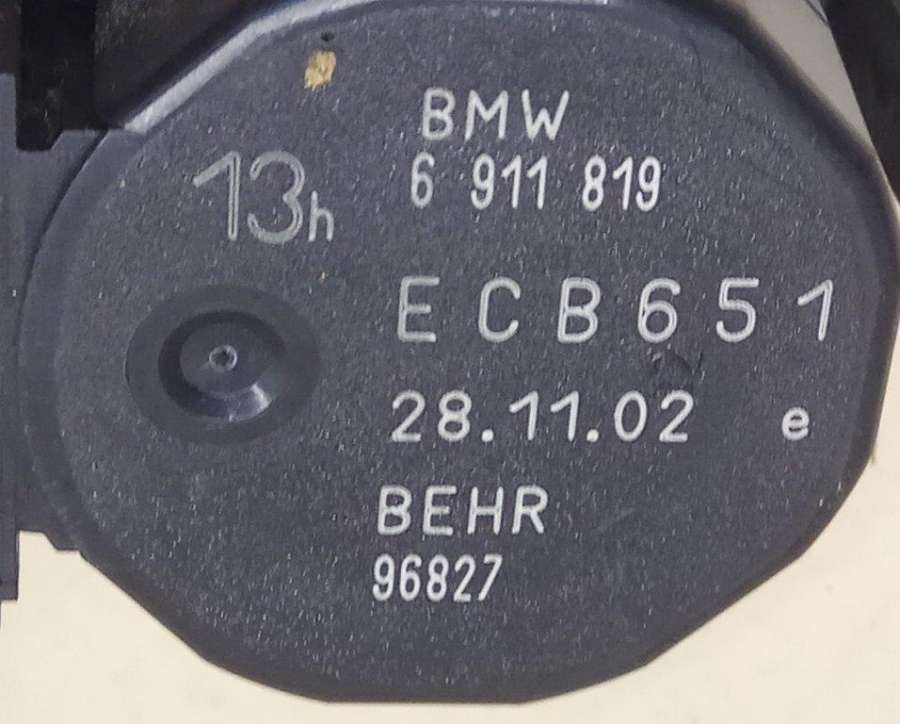 BMW
13h
6 911 819
ECB651
28.11.02 e
BEHR
96827